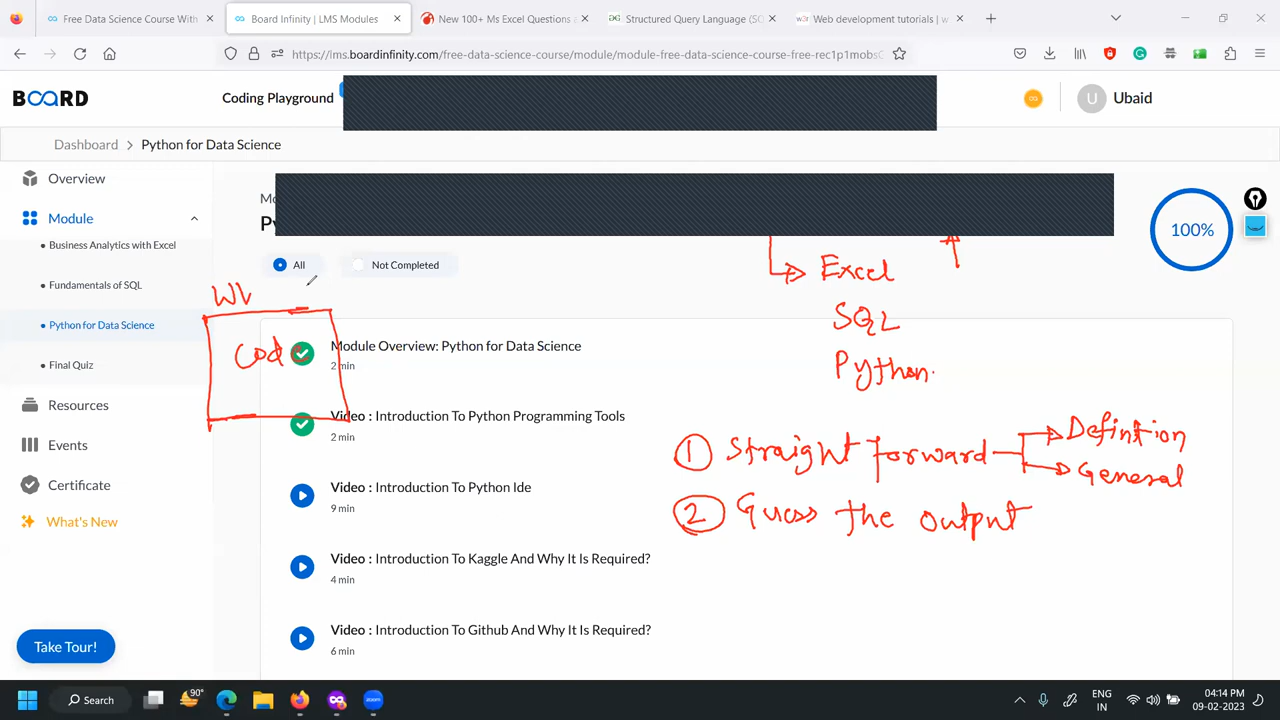 Free Data Science Course With
Board Infinity | LMS Modules
New 100+ Ms Excel Questions &
Structured Query Language (SQ
Web development tutorials | w
https://lms.boardinfinity.com/free-data-science-course/module/module-free-data-science-course-free-rec1p1mobs
BOARD
Coding Playground
U
Ubaid
Dashboard > Python for Data Science
Overview
Module
Business Analytics with Excel
Fundamentals of SQL
Python for Data Science
Final Quiz
Resources
Events
Certificate
What's New
Take Tour!
Mo
Py
100%
All
Not Completed
Module Overview: Python for Data Science
2 min
Video : Introduction To Python Programming Tools
2 min
Video : Introduction To Python Ide
9 min
Video : Introduction To Kaggle And Why It Is Required?
4 min
Video : Introduction To Github And Why It Is Required?
6 min
Code
Excel
SQL
Python
1 Straight forward
Defintion
General
2 Guess the output
Search
90°
ENG
IN
04:14 PM
09-02-2023